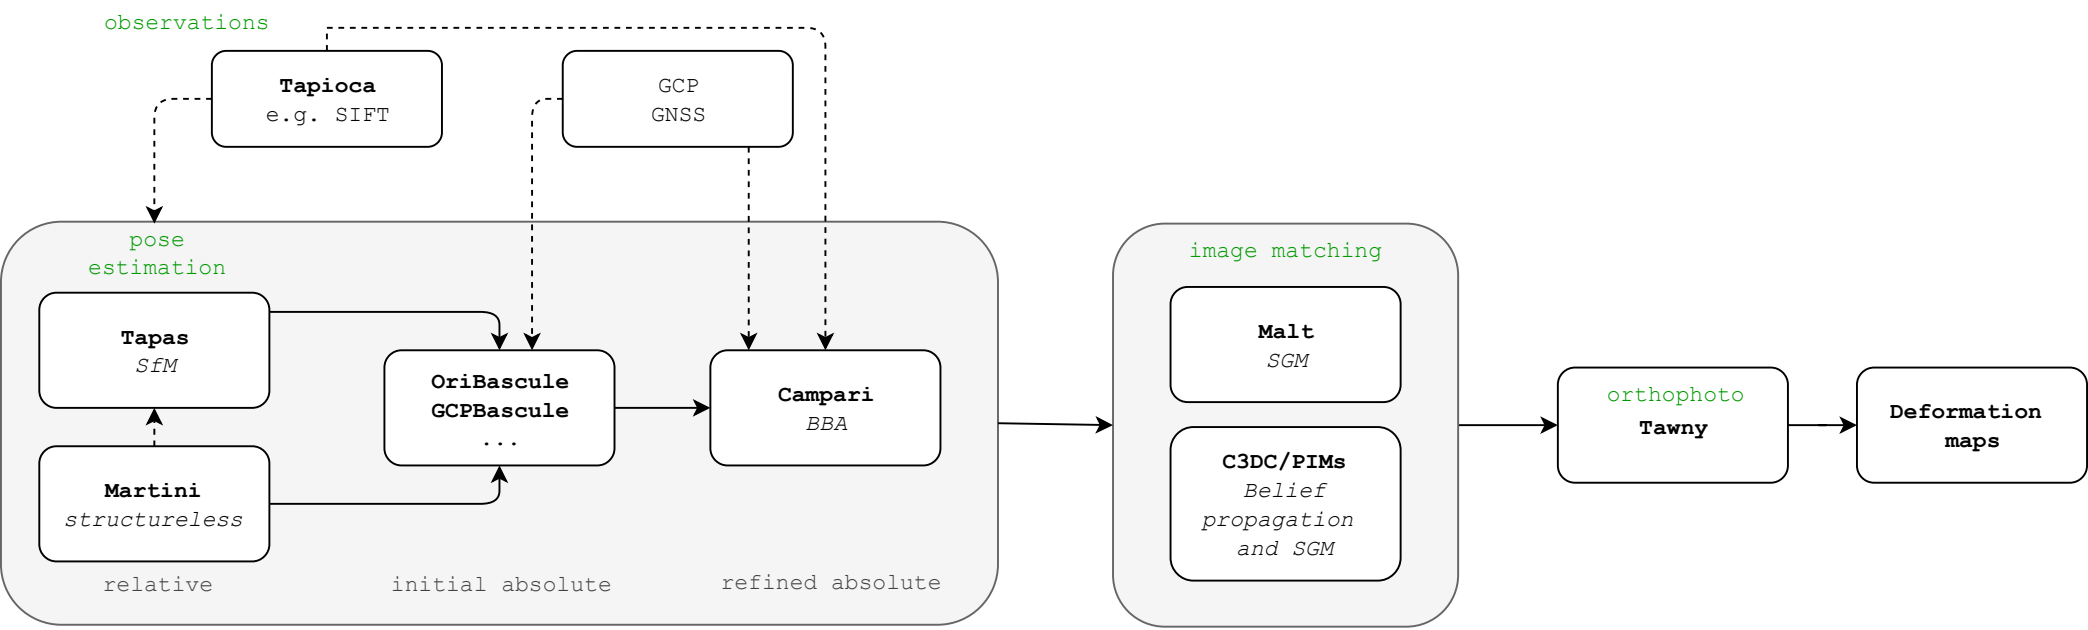 observations
Tapioca
e.g. SIFT
GCP
GNSS
pose
estimation
Tapas
SfM
Martini
structureless
relative
OriBascule
GCPBascule
...
initial absolute
Campari
BBA
refined absolute
image matching
Malt
SGM
C3DC/PIMs
Belief
propagation
and SGM
orthophoto
Tawny
Deformation
maps